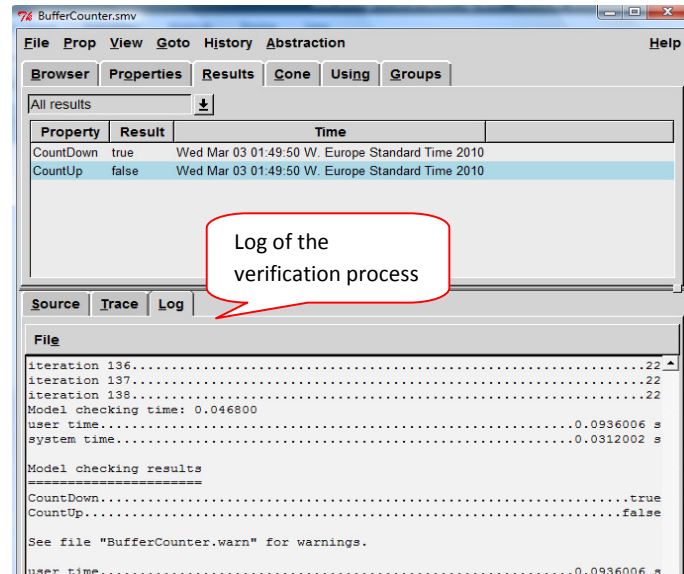 BufferCounter.smv
File Prop View Goto History Abstraction Help
Browser Properties Results Cone Using Groups
All results
Property Result Time
CountDown true Wed Mar 03 01:49:50 W. Europe Standard Time 2010
CountUp false Wed Mar 03 01:49:50 W. Europe Standard Time 2010
Log of the
verification process
Source Trace Log
File
iteration 136..................................................................22
iteration 137..................................................................22
iteration 138..................................................................22
Model checking time: 0.046800
user time.............................................................0.0936006 s
system time...........................................................0.0312002 s
Model checking results
======================
CountDown....................................................................true
CountUp.....................................................................false
See file "BufferCounter.warn" for warnings.
user time.............................................................0.0936006 s